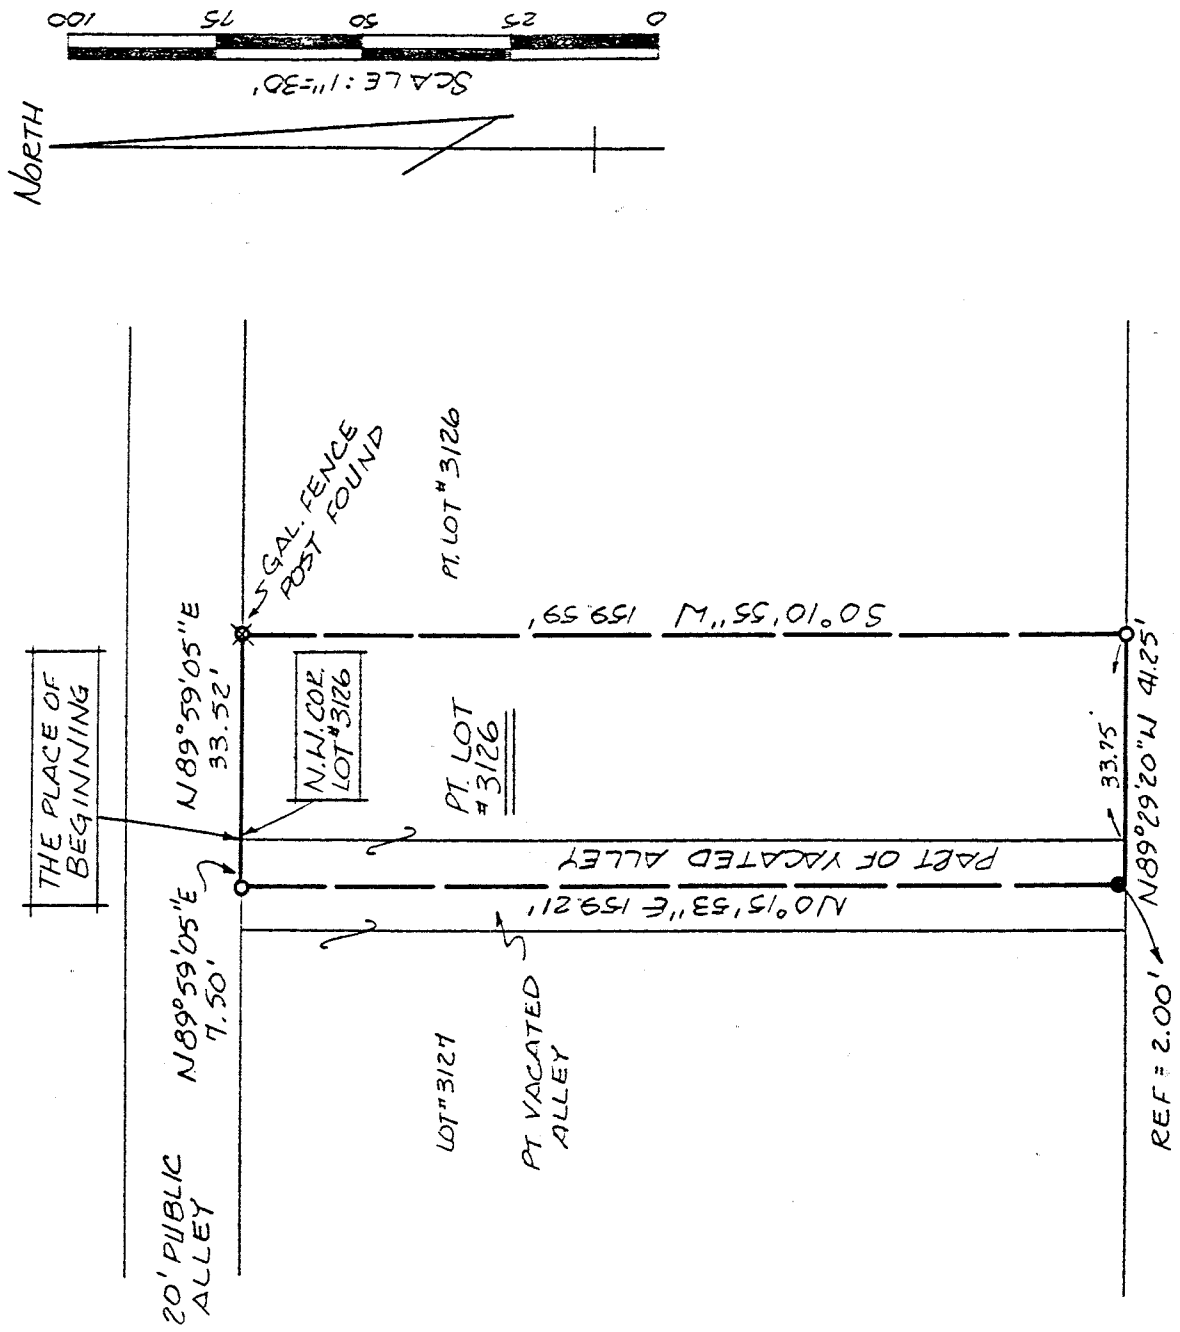 100 75 50 25 0
SCALE: 1"=30'
NORTH
THE PLACE OF
BEGINNING
N89°59'05"E
33.52'
GAL. FENCE
POST FOUND
N.W. COR.
LOT #3126
N89°59'05"E
7.50'
20' PUBLIC
ALLEY
PT. LOT
#3126
PT. LOT #3126
S0°10'55"W 159.59'
PART OF VACATED ALLEY
N0°15'53"E 159.21'
LOT #3127
PT VACATED
ALLEY
33.75'
N89°29'20"W 41.25'
REF = 2.00'